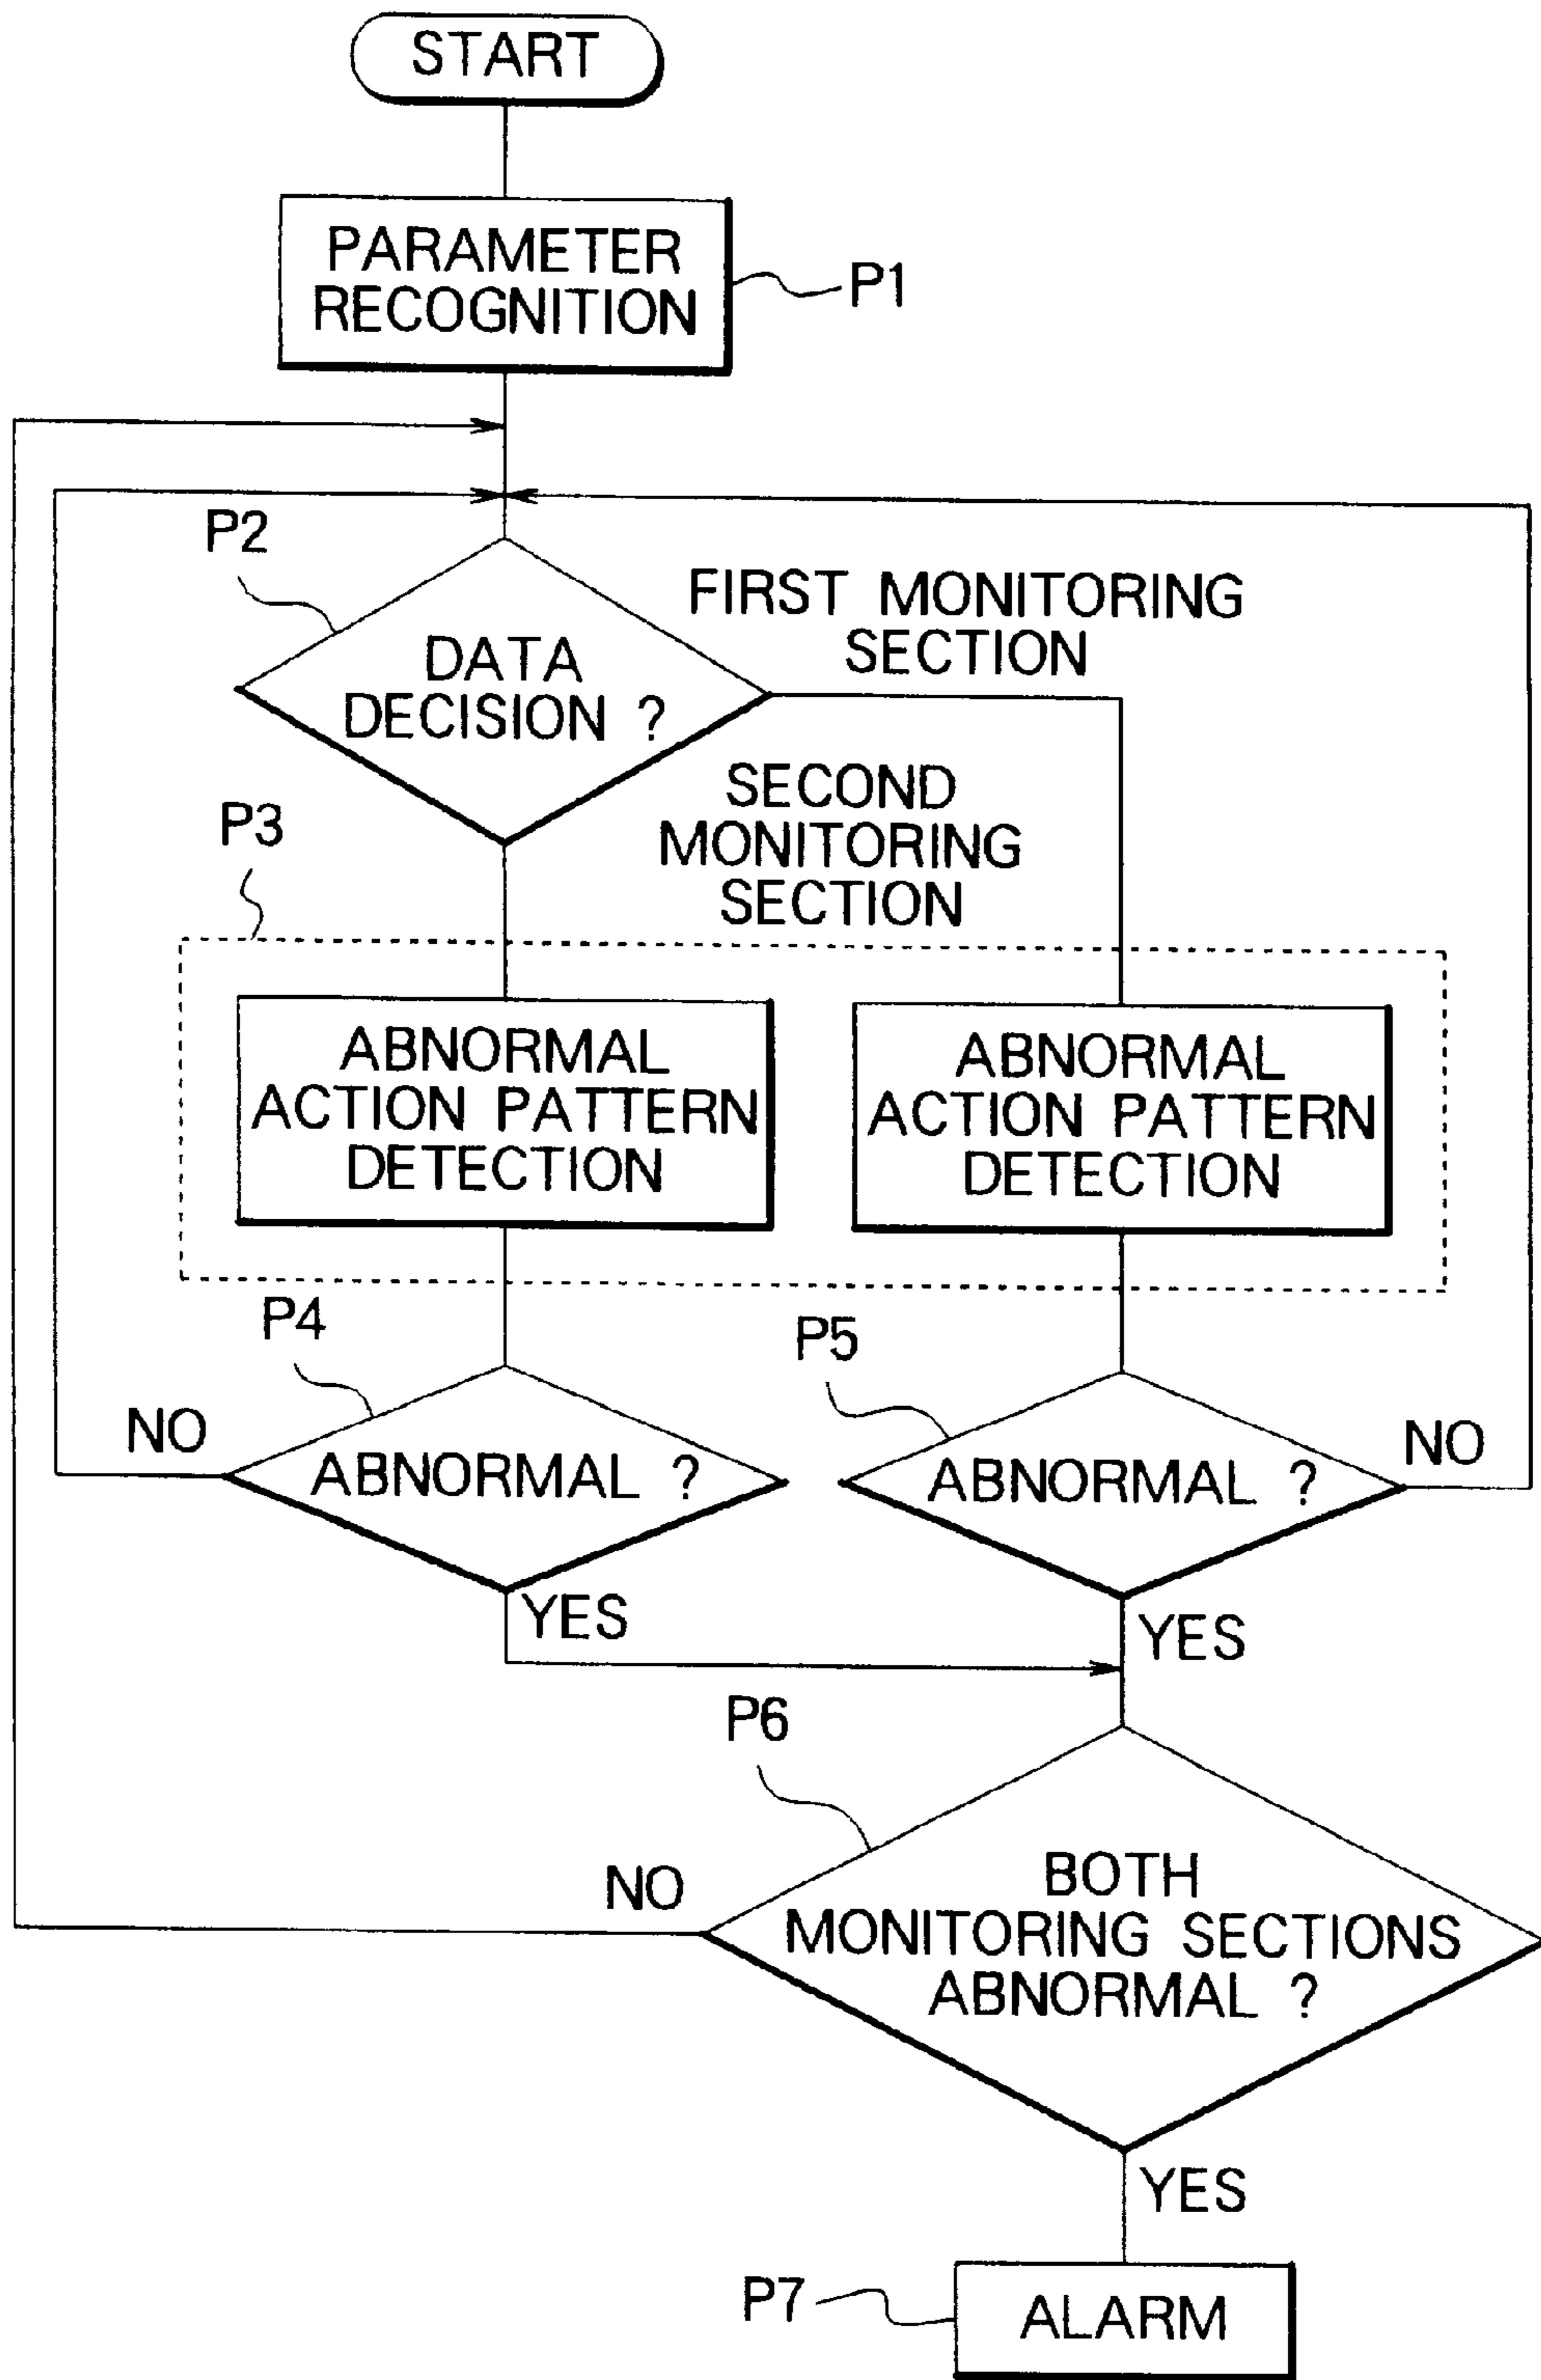 START
PARAMETER
RECOGNITION
P1
P2
FIRST MONITORING
SECTION
DATA
DECISION ?
SECOND
MONITORING
SECTION
P3
ABNORMAL
ACTION PATTERN
DETECTION
ABNORMAL
ACTION PATTERN
DETECTION
P4
P5
NO
ABNORMAL ?
ABNORMAL ?
NO
YES
YES
P6
NO
BOTH
MONITORING SECTIONS
ABNORMAL ?
YES
P7
ALARM